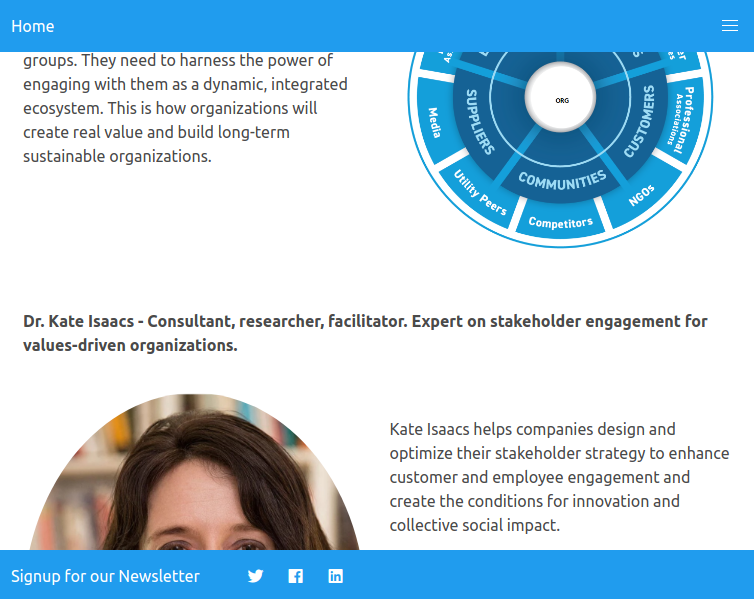 Home
groups. They need to harness the power of
engaging with them as a dynamic, integrated
ecosystem. This is how organizations will
create real value and build long-term
sustainable organizations.
ORG
SUPPLIERS
COMMUNITIES
CUSTOMERS
Media
Utility Peers
Competitors
NGOs
Professional
Associations
Dr. Kate Isaacs - Consultant, researcher, facilitator. Expert on stakeholder engagement for
values-driven organizations.
Kate Isaacs helps companies design and
optimize their stakeholder strategy to enhance
customer and employee engagement and
create the conditions for innovation and
collective social impact.
Signup for our Newsletter